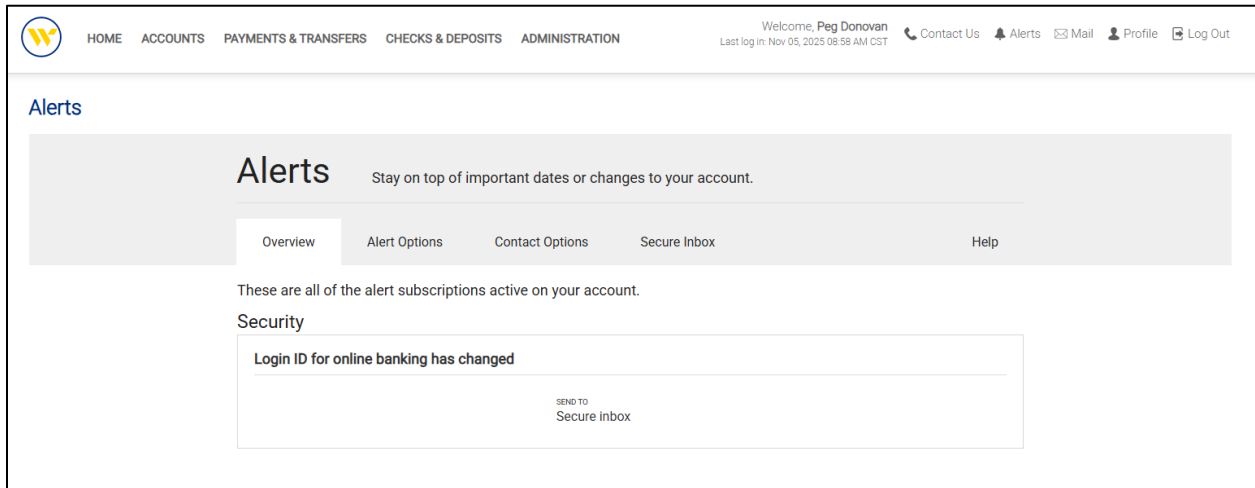 W
HOME ACCOUNTS PAYMENTS & TRANSFERS CHECKS & DEPOSITS ADMINISTRATION
Welcome, Peg Donovan
Last log in: Nov 05, 2025 08:58 AM CST
Contact Us Alerts Mail Profile Log Out
Alerts
Alerts Stay on top of important dates or changes to your account.
Overview Alert Options Contact Options Secure Inbox Help
These are all of the alert subscriptions active on your account.
Security
Login ID for online banking has changed
SEND TO
Secure inbox